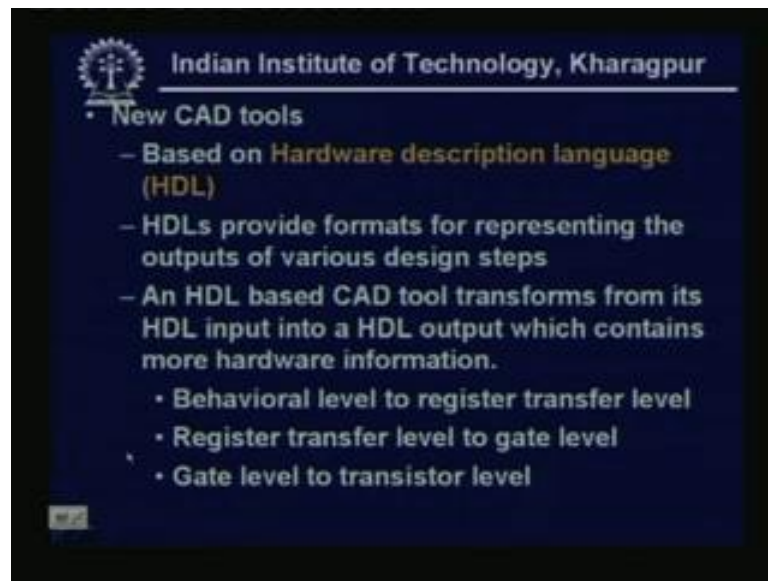 Indian Institute of Technology, Kharagpur
• New CAD tools
– Based on Hardware description language
(HDL)
– HDLs provide formats for representing the
outputs of various design steps
– An HDL based CAD tool transforms from its
HDL input into a HDL output which contains
more hardware information.
• Behavioral level to register transfer level
• Register transfer level to gate level
• Gate level to transistor level